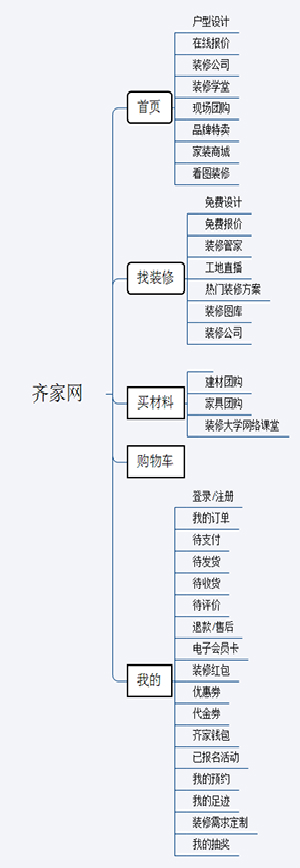 户型设计
在线报价
装修公司
装修学堂
首页
现场团购
品牌特卖
家装商城
看图装修
免费设计
免费报价
装修管家
找装修
工地直播
热门装修方案
装修图库
装修公司
齐家网
建材团购
买材料
家具团购
装修大学网络课堂
购物车
登录/注册
我的订单
待支付
待发货
待收货
待评价
退款/售后
电子会员卡
装修红包
我的
优惠券
代金券
齐家钱包
已报名活动
我的预约
我的足迹
装修需求定制
我的抽奖